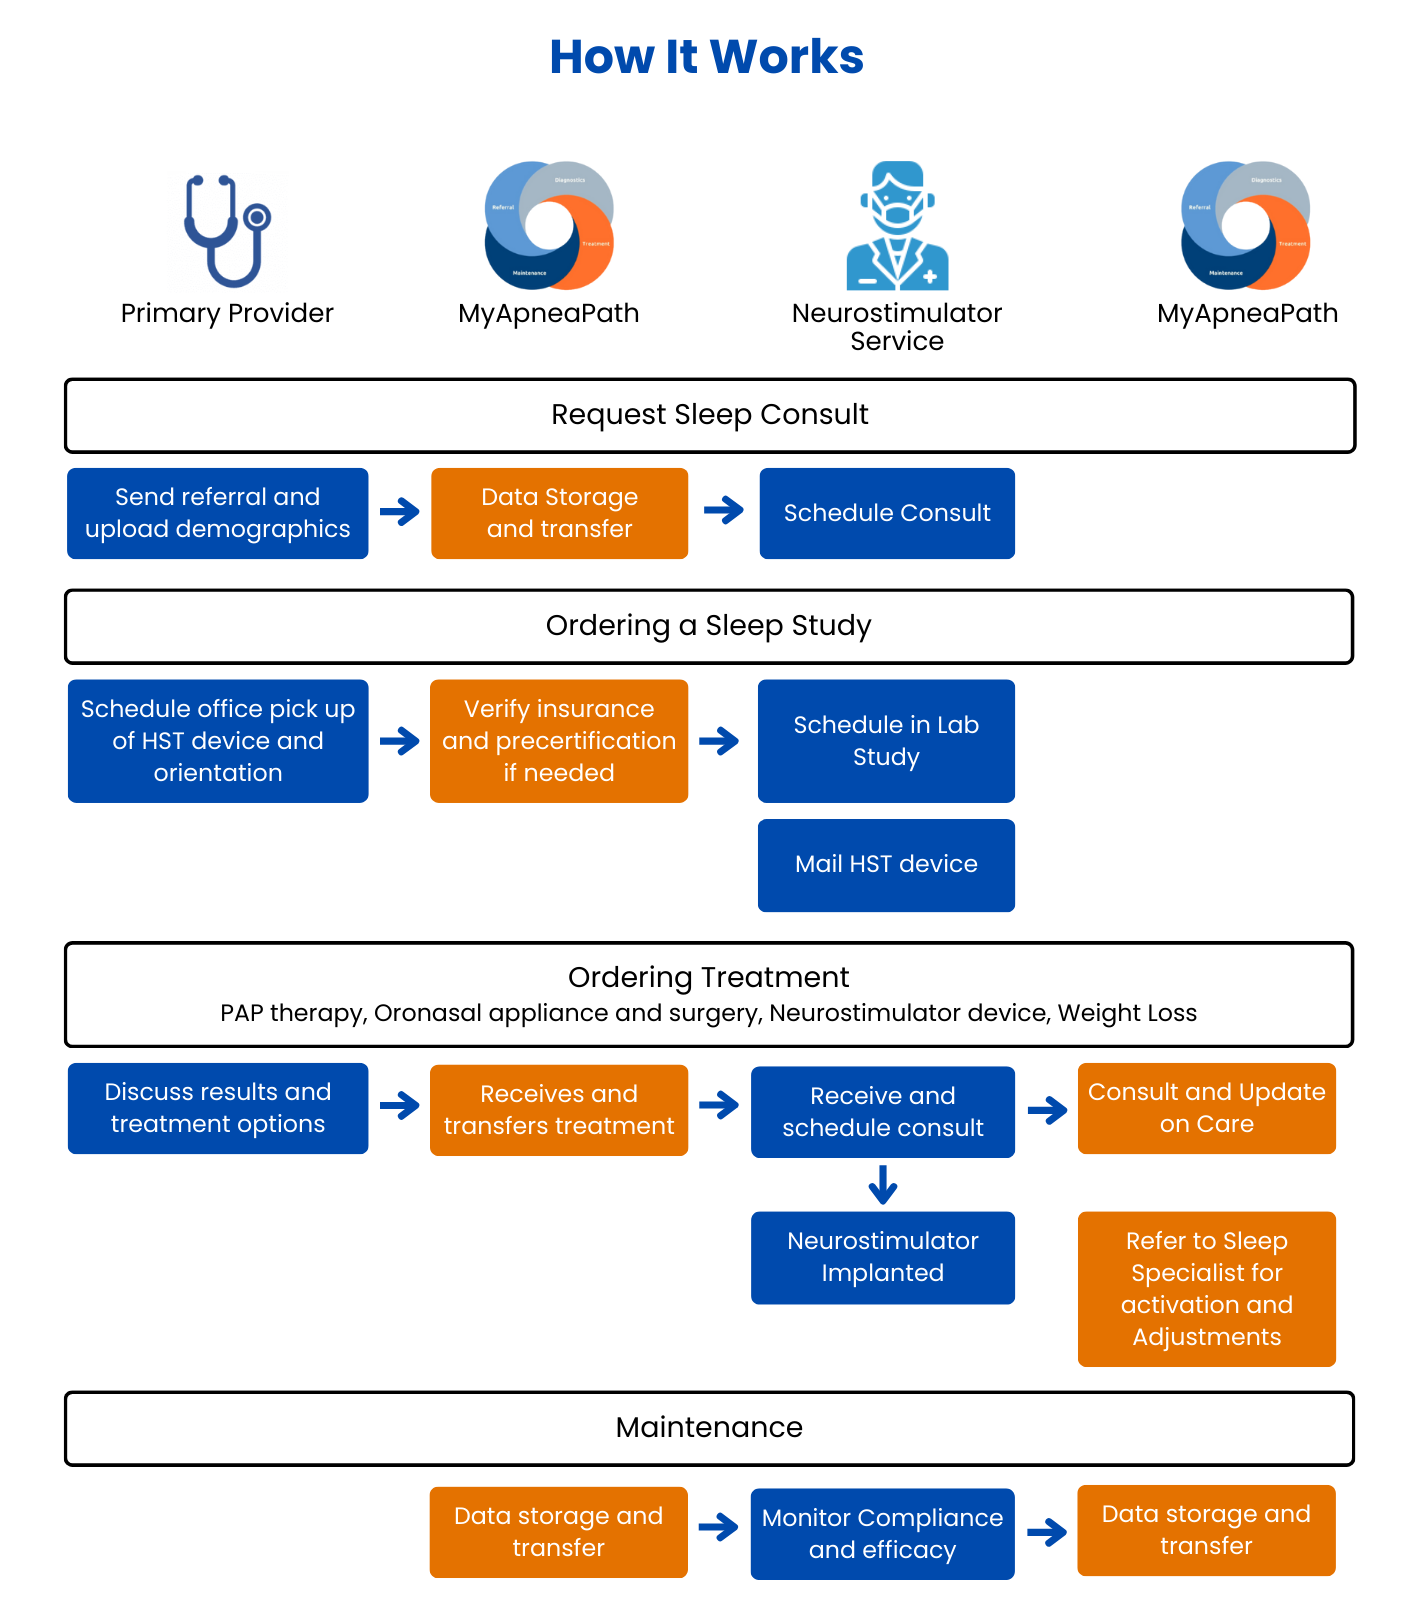 How It Works
Referral
Diagnostics
Treatment
Maintenance
Referral
Diagnostics
Treatment
Maintenance
Primary Provider
MyApneaPath
Neurostimulator
Service
MyApneaPath
Request Sleep Consult
Send referral and
upload demographics
Data Storage
and transfer
Schedule Consult
Ordering a Sleep Study
Schedule office pick up
of HST device and
orientation
Verify insurance
and precertification
if needed
Schedule in Lab
Study
Mail HST device
Ordering Treatment
PAP therapy, Oronasal appliance and surgery, Neurostimulator device, Weight Loss
Discuss results and
treatment options
Receives and
transfers treatment
Receive and
schedule consult
Consult and Update
on Care
Neurostimulator
Implanted
Refer to Sleep
Specialist for
activation and
Adjustments
Maintenance
Data storage and
transfer
Monitor Compliance
and efficacy
Data storage and
transfer